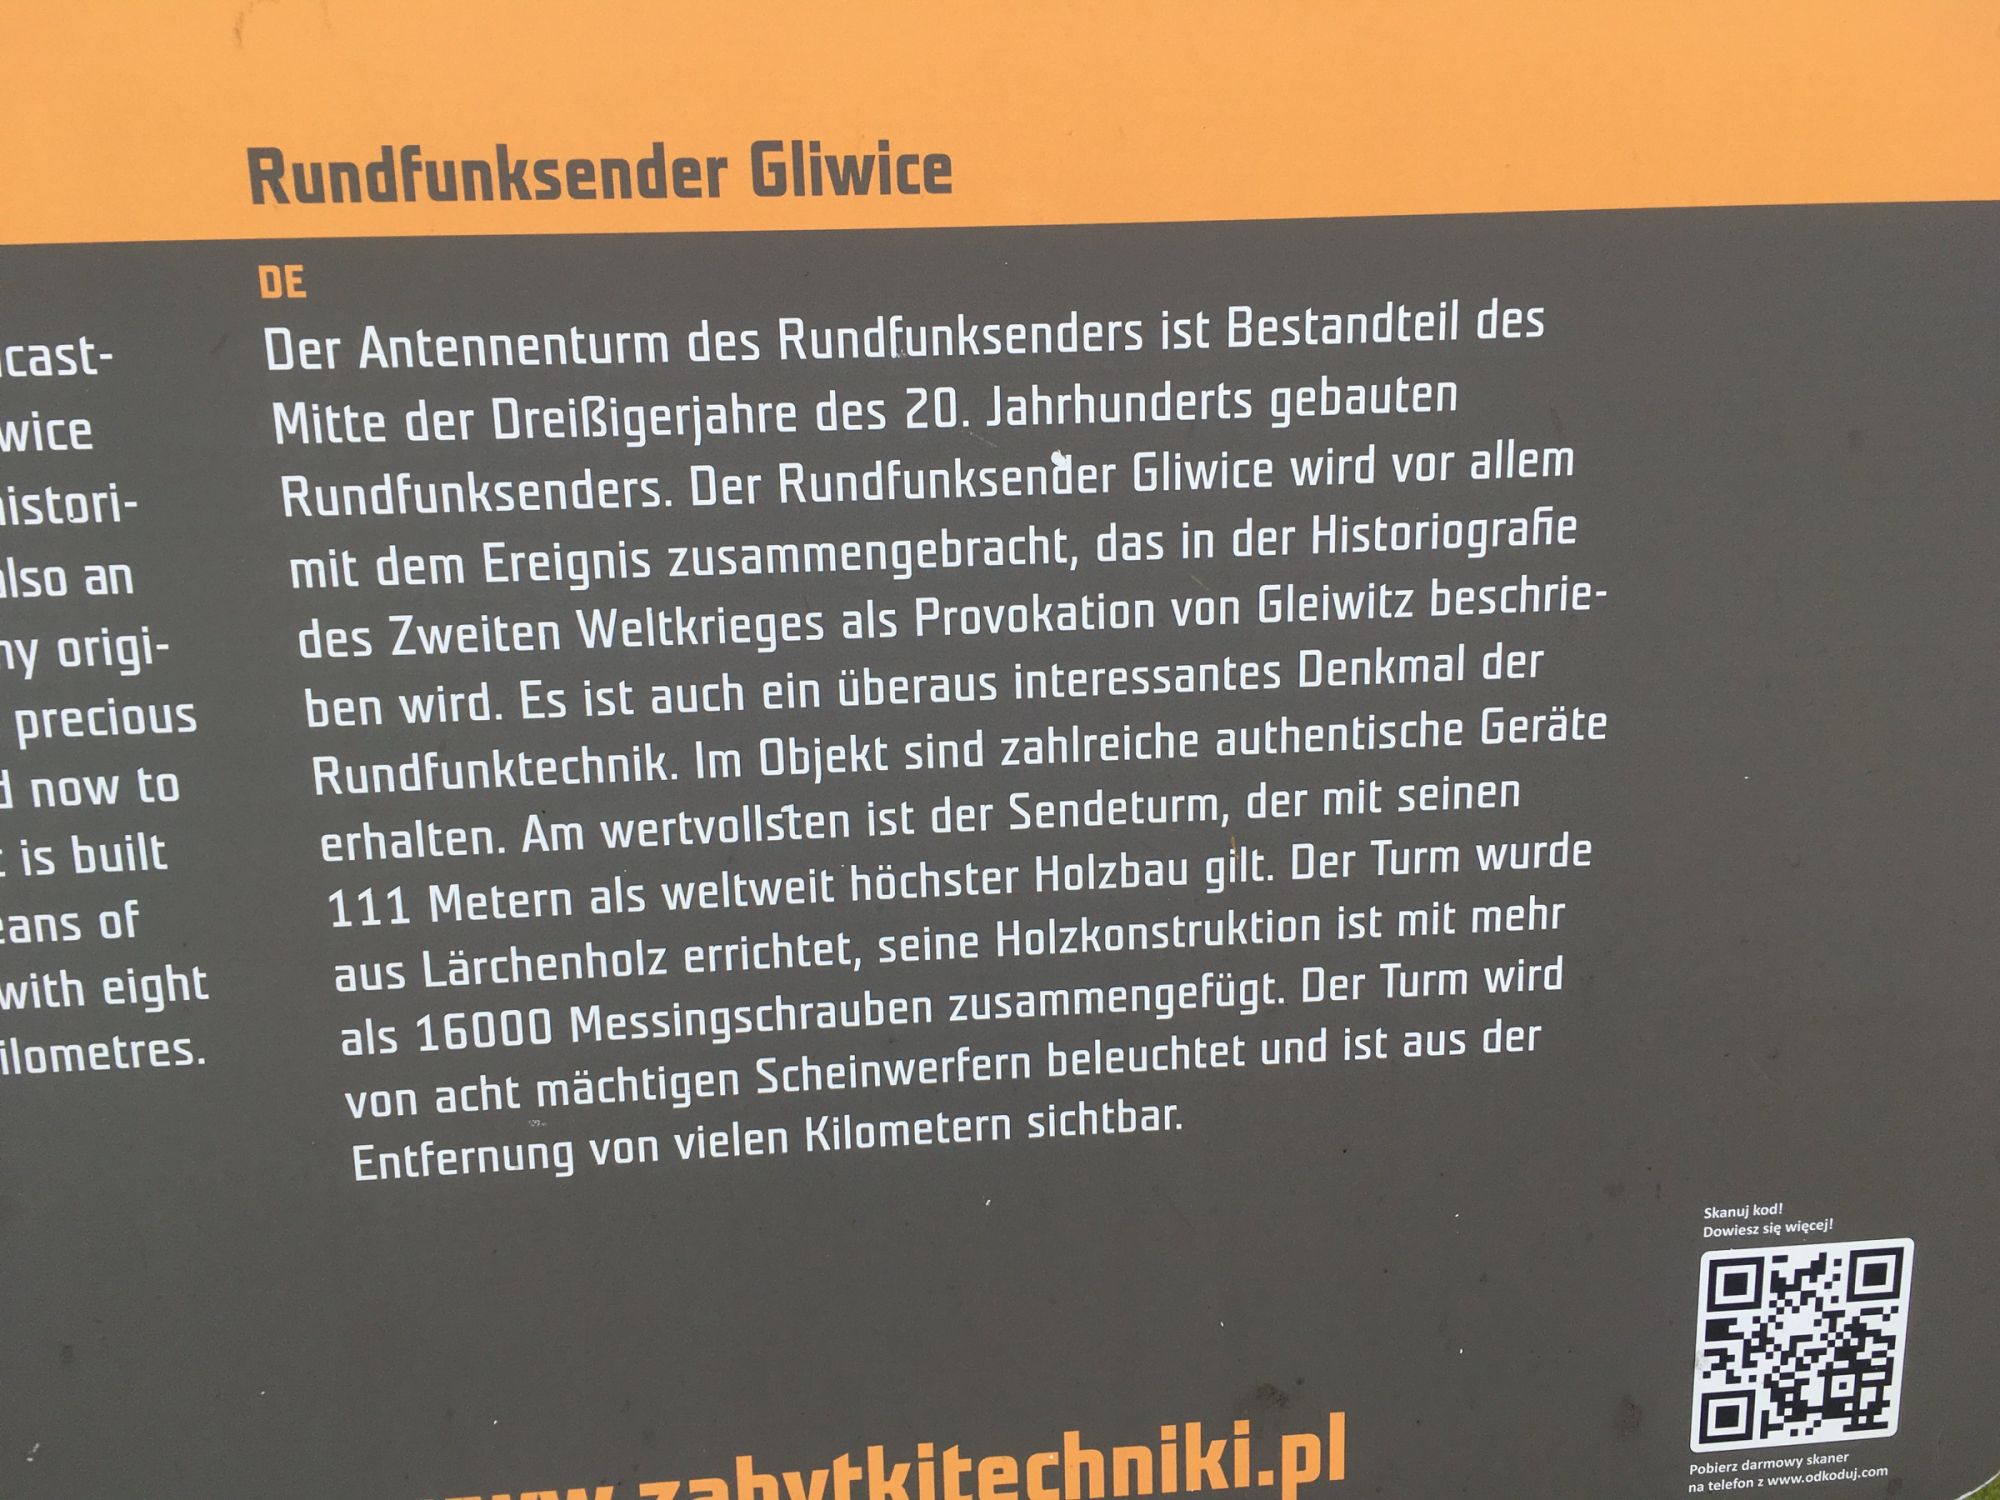 Rundfunksender Gliwice
cast-
wice
istori-
also an
ny origi-
precious
d now to
is built
eans of
with eight
ilometres.
DE
Der Antennenturm des Rundfunksenders ist Bestandteil des
Mitte der Dreißigerjahre des 20. Jahrhunderts gebauten
Rundfunksenders. Der Rundfunksender Gliwice wird vor allem
mit dem Ereignis zusammengebracht, das in der Historiografie
des Zweiten Weltkrieges als Provokation von Gleiwitz beschrie-
ben wird. Es ist auch ein überaus interessantes Denkmal der
Rundfunktechnik. Im Objekt sind zahlreiche authentische Geräte
erhalten. Am wertvollsten ist der Sendeturm, der mit seinen
111 Metern als weltweit höchster Holzbau gilt. Der Turm wurde
aus Lärchenholz errichtet, seine Holzkonstruktion ist mit mehr
als 16000 Messingschrauben zusammengefügt. Der Turm wird
von acht mächtigen Scheinwerfern beleuchtet und ist aus der
Entfernung von vielen Kilometern sichtbar.
Skanuj kod!
Dowiesz się więcej!
Pobierz darmowy skaner
na telefon z www.odkoduj.com
www.zabytkitechniki.pl